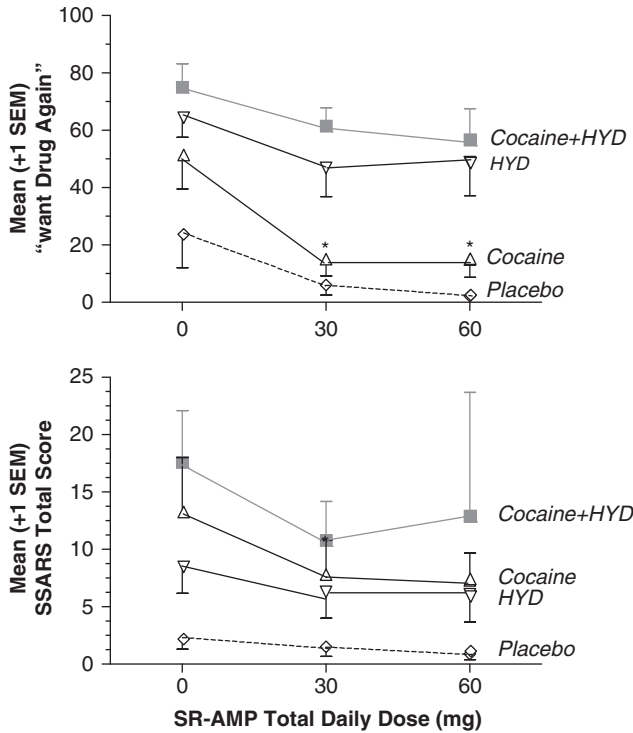 Mean (+1 SEM)
“want Drug Again”
100
80
60
40
20
0
*
*
Cocaine+HYD
HYD
Cocaine
Placebo
0
30
60
Mean (+1 SEM)
SSARS Total Score
25
20
15
10
5
0
*
Cocaine+HYD
Cocaine
HYD
Placebo
0
30
60
SR-AMP Total Daily Dose (mg)